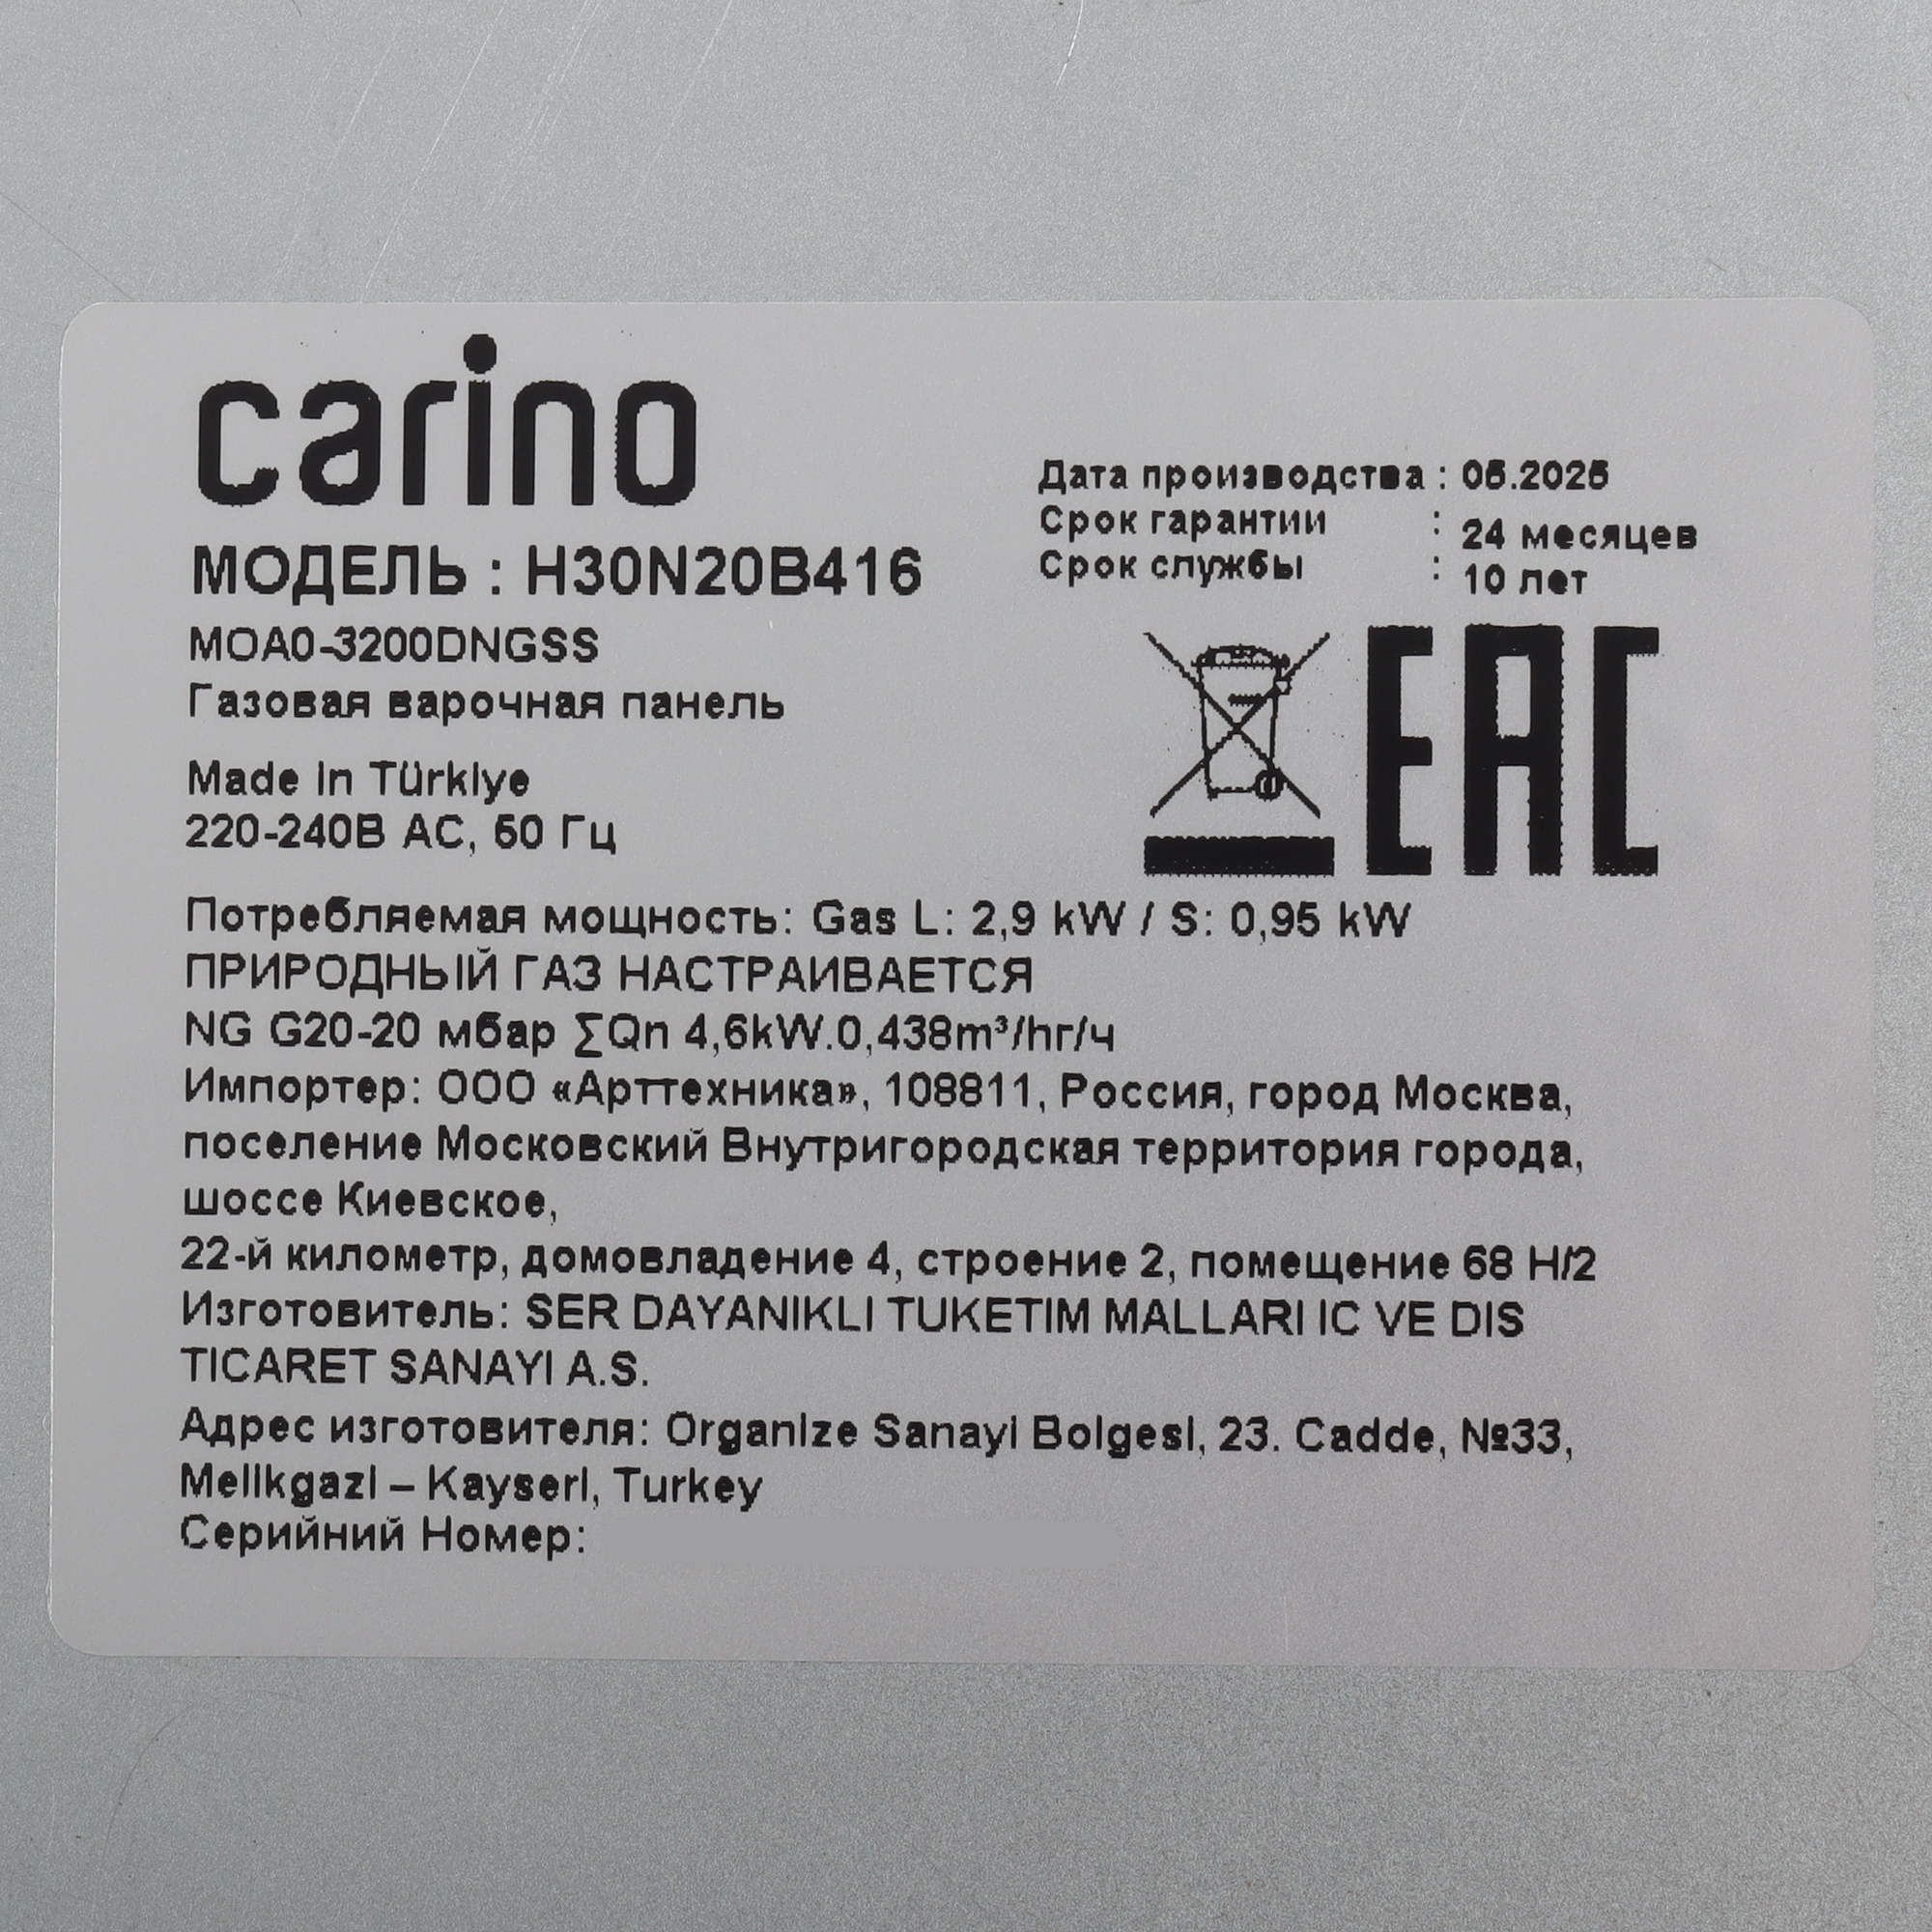 carino
МОДЕЛЬ : H30N20B416
MOA0-3200DNGSS
Газовая варочная панель
Made in Türkiye
220-240В AC, 50 Гц
Дата производства : 05.2025
Срок гарантии : 24 месяцев
Срок службы : 10 лет
EAC
Потребляемая мощность: Gas L: 2,9 kW / S: 0,95 kW
ПРИРОДНЫЙ ГАЗ НАСТРАИВАЕТСЯ
NG G20-20 мбар ∑Qn 4,6kW.0,438m³/hr/ч
Импортер: ООО «Арттехника», 108811, Россия, город Москва,
поселение Московский Внутригородская территория города,
шоссе Киевское,
22-й километр, домовладение 4, строение 2, помещение 68 Н/2
Изготовитель: SER DAYANIKLI TUKETIM MALLARI IC VE DIS
TICARET SANAYI A.S.
Адрес изготовителя: Organize Sanayi Bolgesi, 23. Cadde, №33,
Melikgazi – Kayseri, Turkey
Серийний Номер: